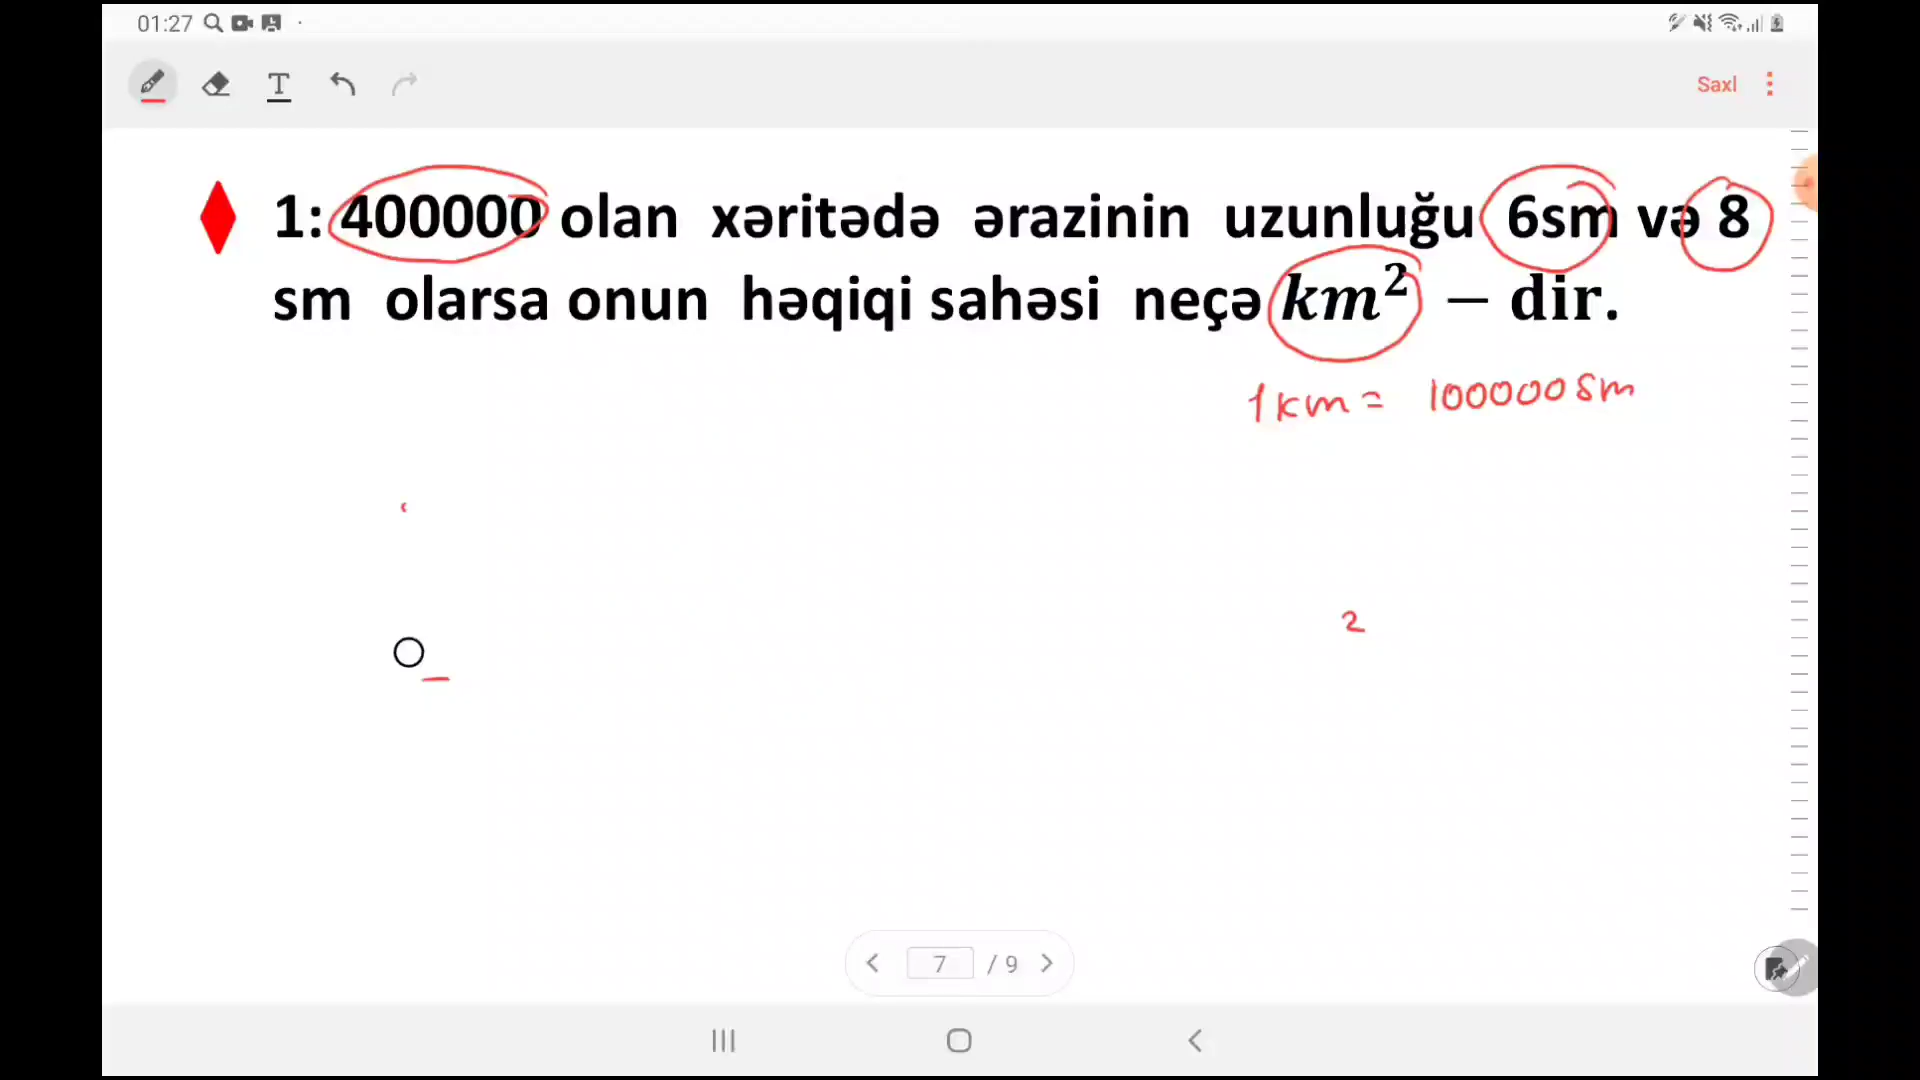 01:27
Saxl
1: 400000 olan xəritədə ərazinin uzunluğu 6sm və 8
sm olarsa onun həqiqi sahəsi neçə km² − dir.
1km = 100000 sm
2
7 / 9